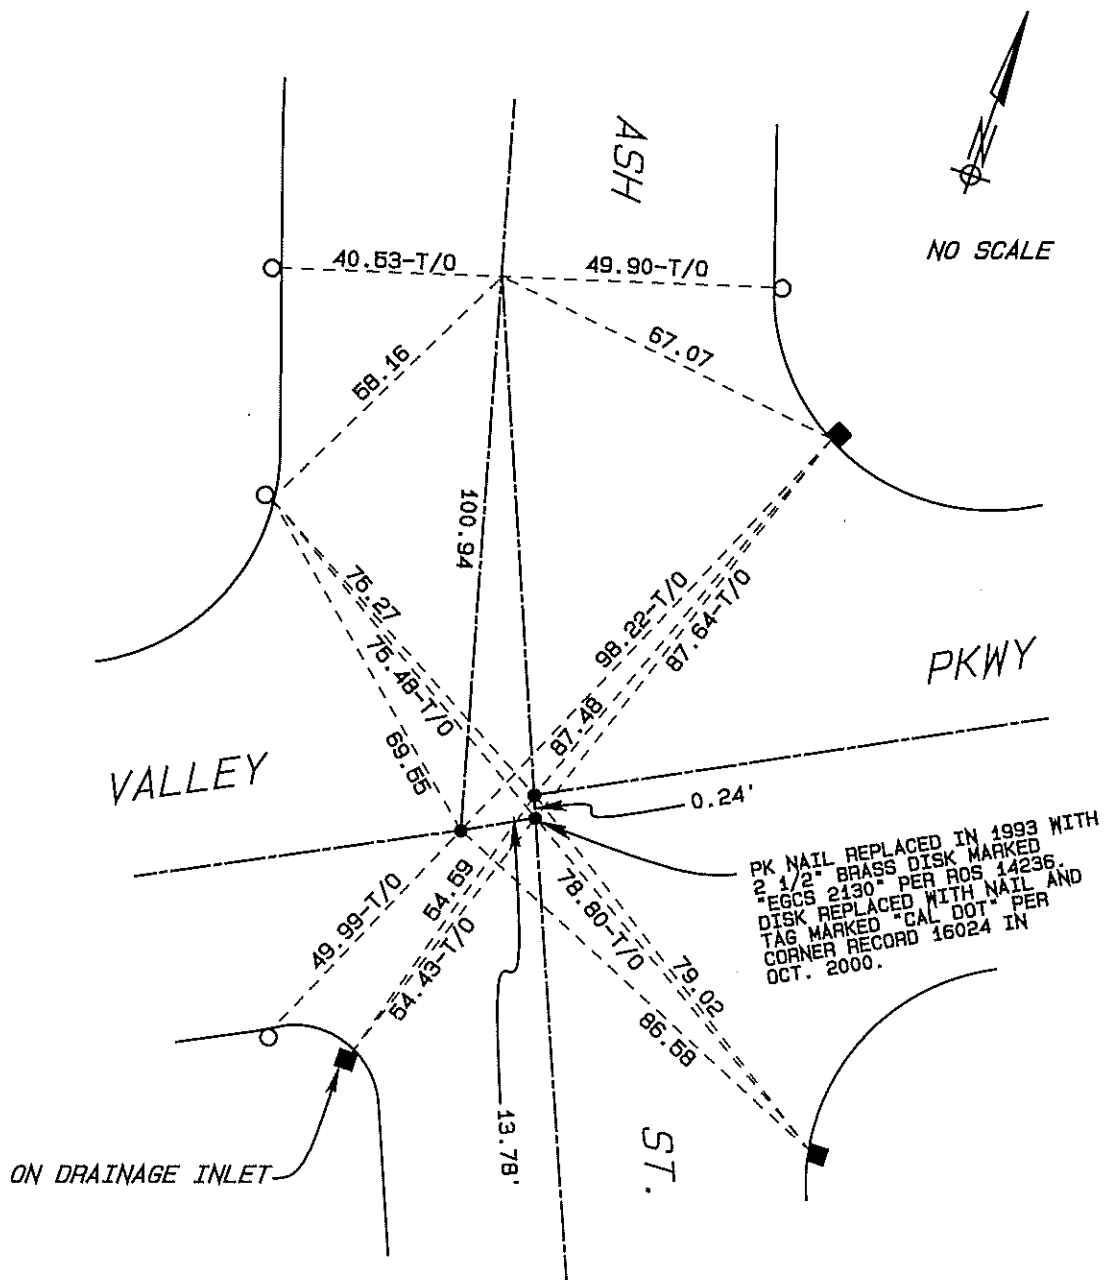 ASH
N
NO SCALE
40.53-T/O
49.90-T/O
58.16
67.07
100.94
75.27
75.48-T/O
69.55
98.22-T/O
87.64-T/O
87.48
PKWY
VALLEY
0.24'
PK NAIL REPLACED IN 1993 WITH
2 1/2" BRASS DISK MARKED
"EGCS 2130" PER ROS 14236.
DISK REPLACED WITH NAIL AND
TAG MARKED "CAL DOT" PER
CORNER RECORD 16024 IN
OCT. 2000.
49.99-T/O
54.59
54.43-T/O
78.80-T/O
79.02
86.58
13.78'
ST.
ON DRAINAGE INLET